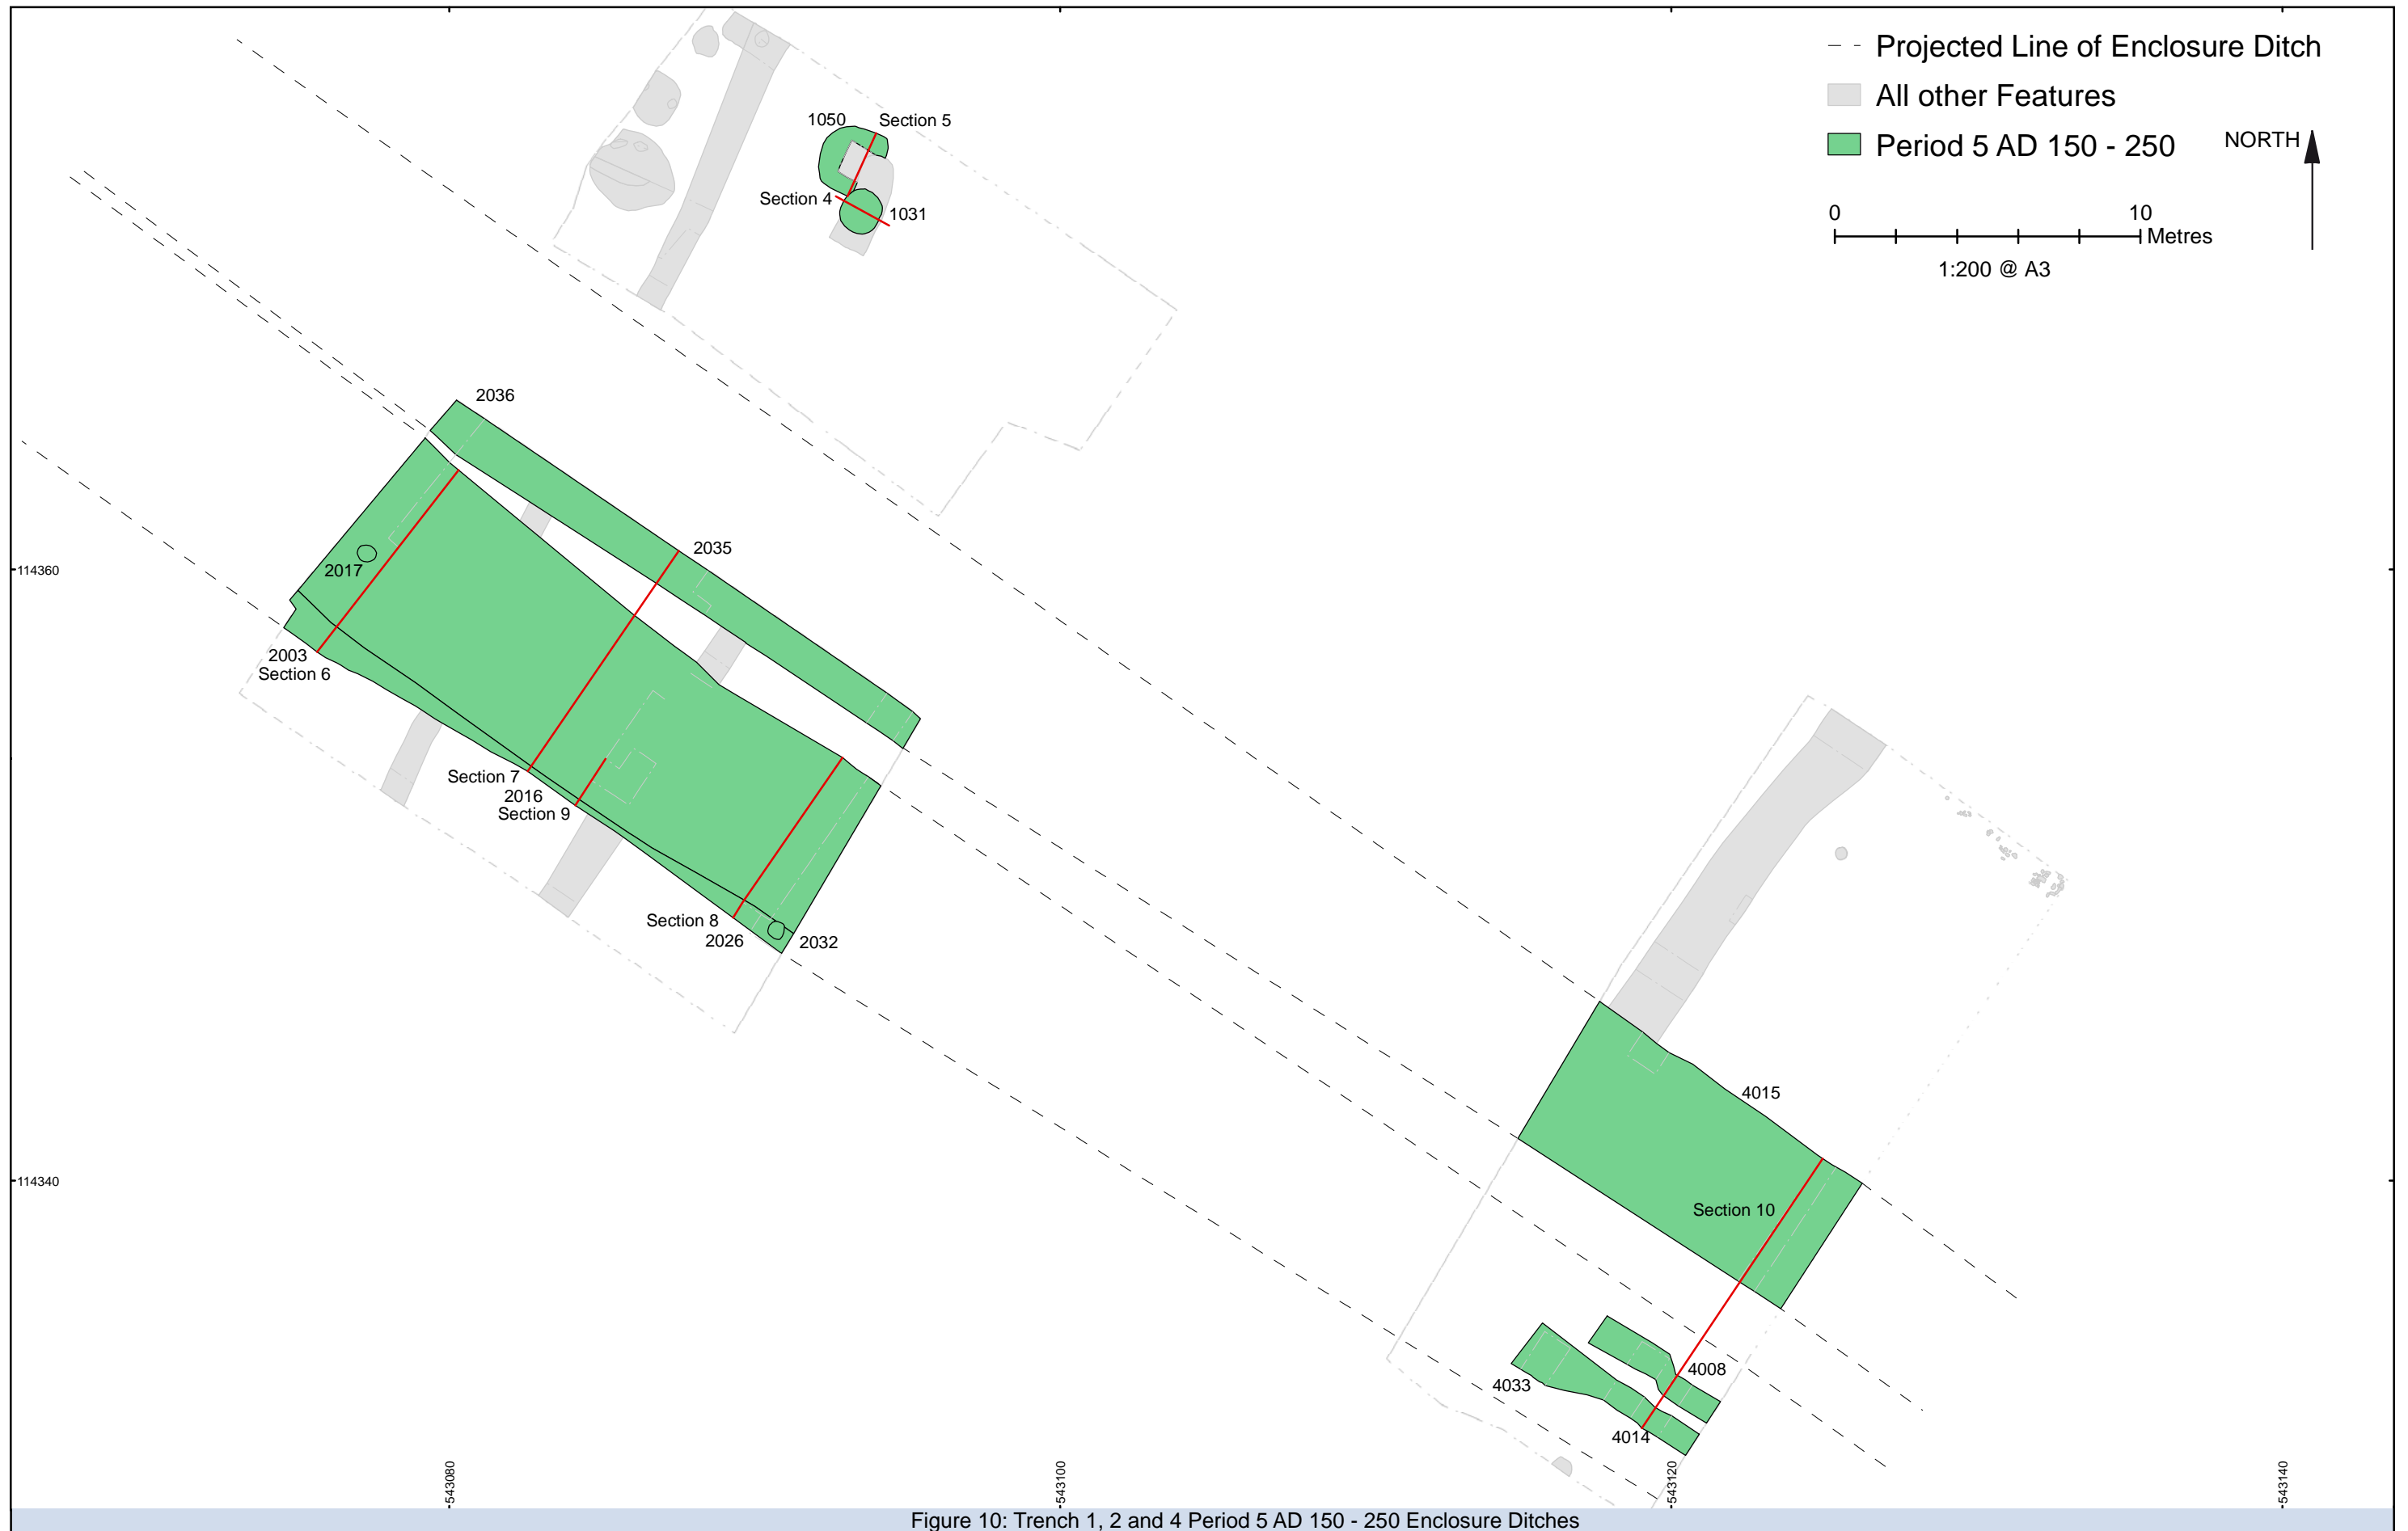 Projected Line of Enclosure Ditch
All other Features
Period 5 AD 150 - 250
NORTH
0 10
Metres
1:200 @ A3
1050
Section 5
Section 4
1031
2036
2035
114360
2017
2003
Section 6
Section 7
2016
Section 9
Section 8
2026
2032
4015
114340
Section 10
4008
4033
4014
543080
543100
543120
543140
Figure 10: Trench 1, 2 and 4 Period 5 AD 150 - 250 Enclosure Ditches